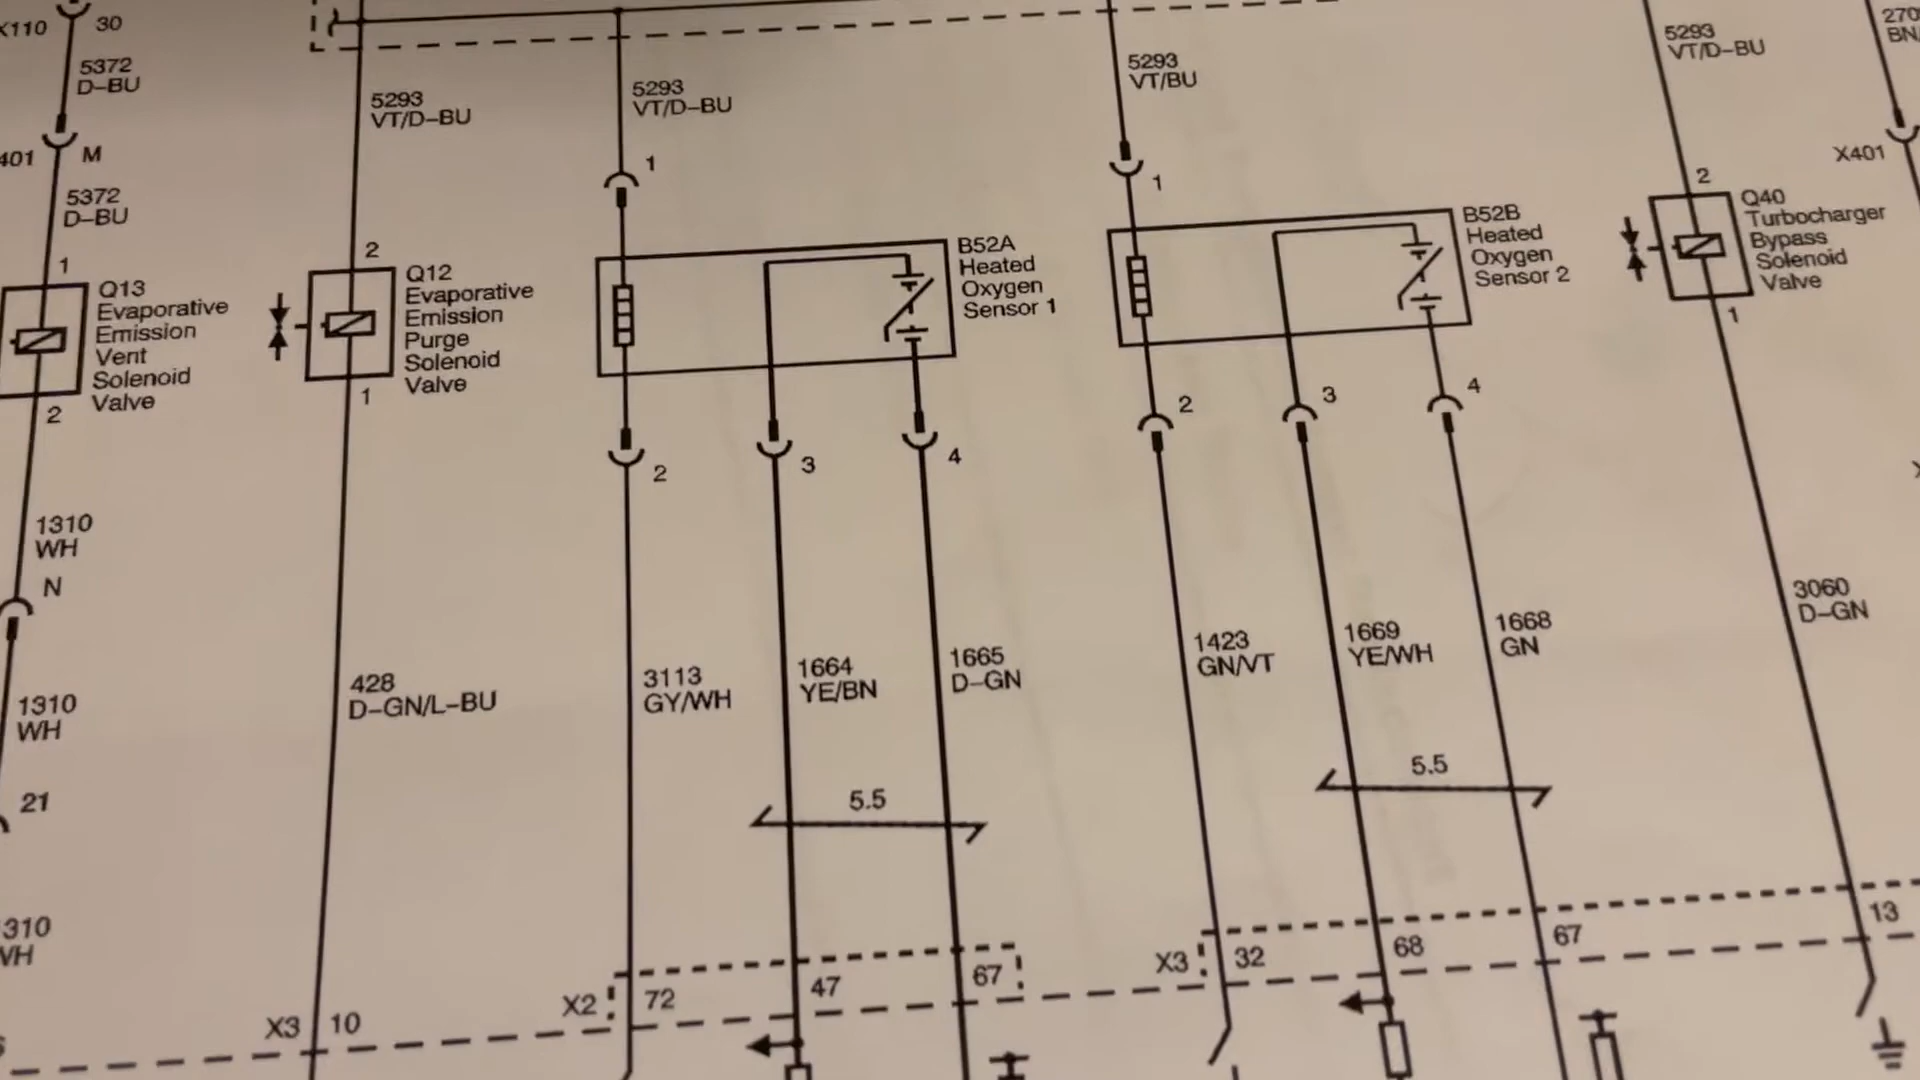 X110
30
5372
D–BU
401
M
5372
D–BU
1
Q13
Evaporative
Emission
Vent
Solenoid
Valve
2
1310
WH
N
1310
WH
21
310
WH
5293
VT/D–BU
2
Q12
Evaporative
Emission
Purge
Solenoid
Valve
1
428
D–GN/L–BU
X3
10
5293
VT/D–BU
1
B52A
Heated
Oxygen
Sensor 1
2
3
4
3113
GY/WH
1664
YE/BN
1665
D–GN
5.5
X2
72
47
67
5293
VT/BU
1
B52B
Heated
Oxygen
Sensor 2
2
3
4
1423
GN/VT
1669
YE/WH
1668
GN
5.5
X3
32
68
67
5293
VT/D–BU
2
Q40
Turbocharger
Bypass
Solenoid
Valve
1
3060
D–GN
13
270
BN
X401